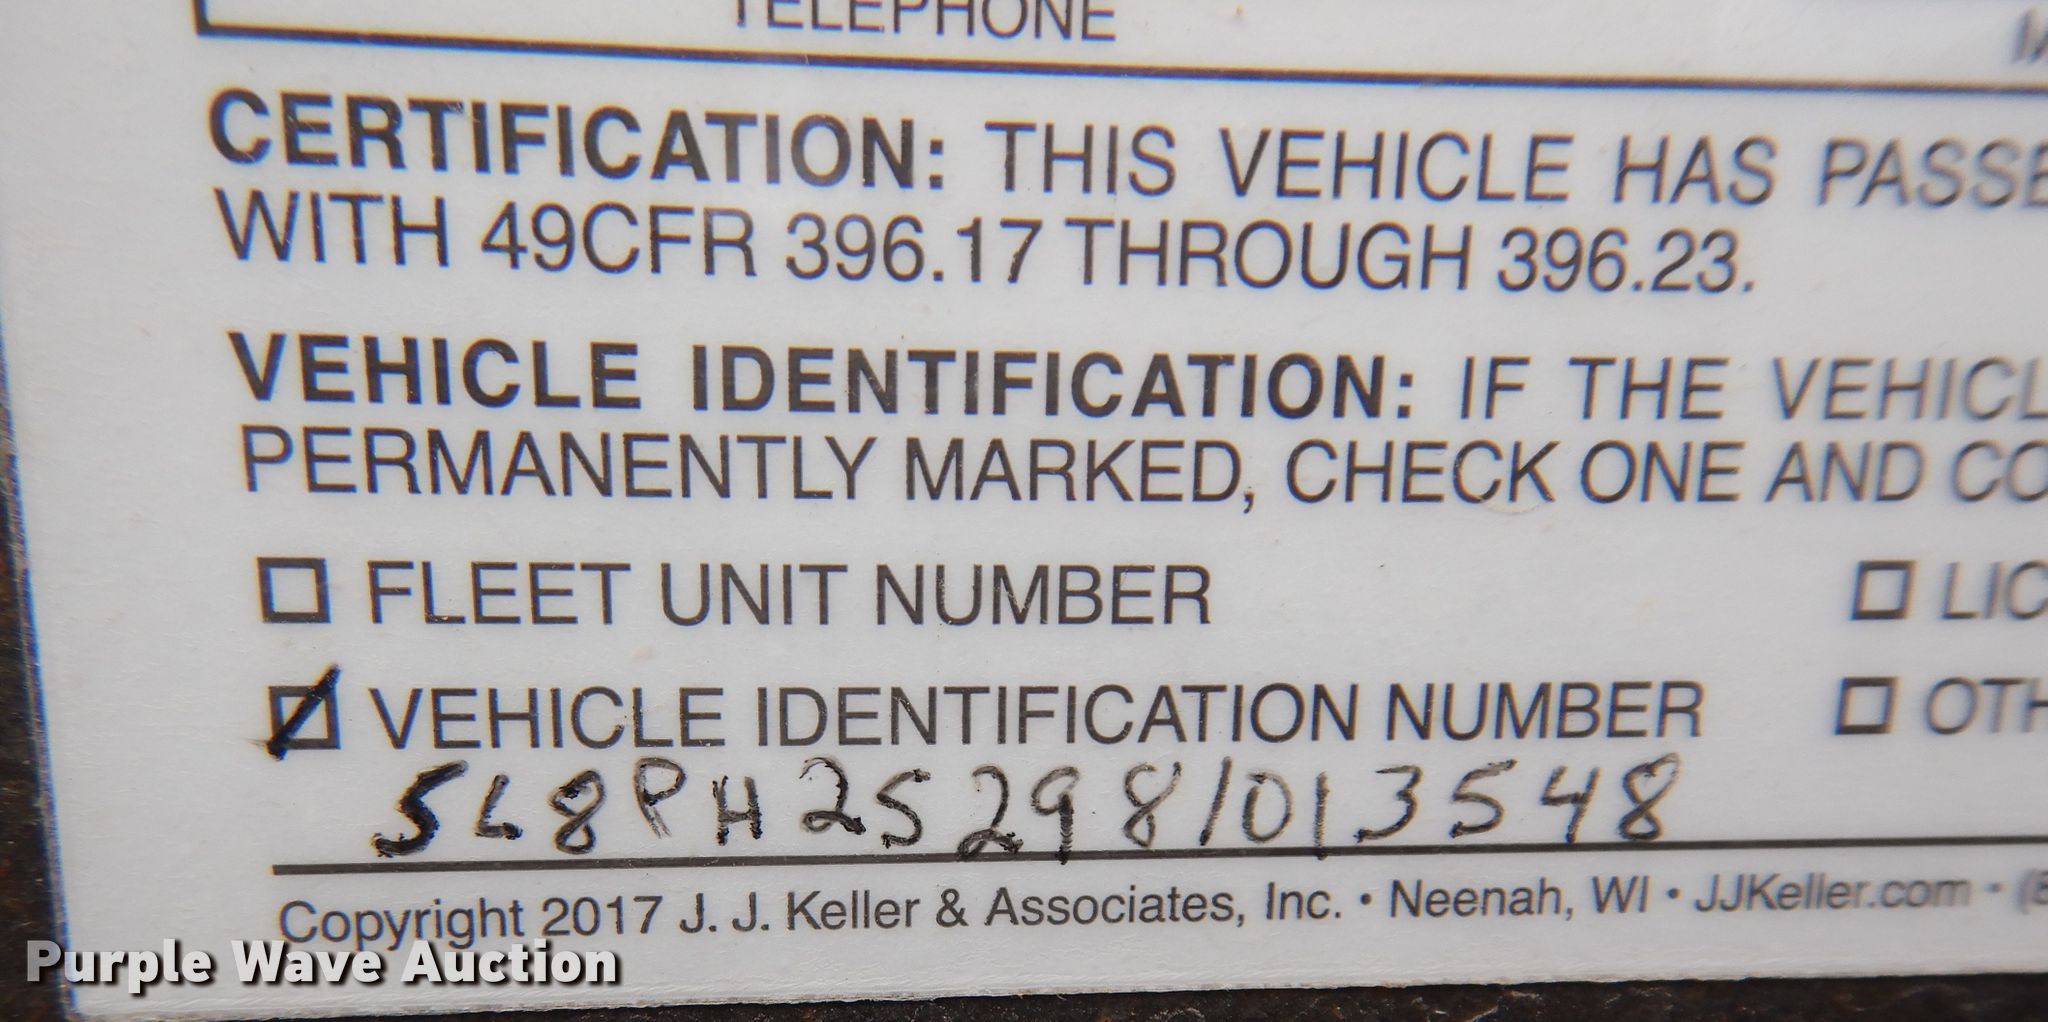 TELEPHONE
CERTIFICATION: THIS VEHICLE HAS PASSE
WITH 49CFR 396.17 THROUGH 396.23.
VEHICLE IDENTIFICATION: IF THE VEHICL
PERMANENTLY MARKED, CHECK ONE AND CO
FLEET UNIT NUMBER
LIC
VEHICLE IDENTIFICATION NUMBER
OTH
5L8PH252981013548
Copyright 2017 J. J. Keller & Associates, Inc. • Neenah, WI • JJKeller.com • (8
Purple Wave Auction